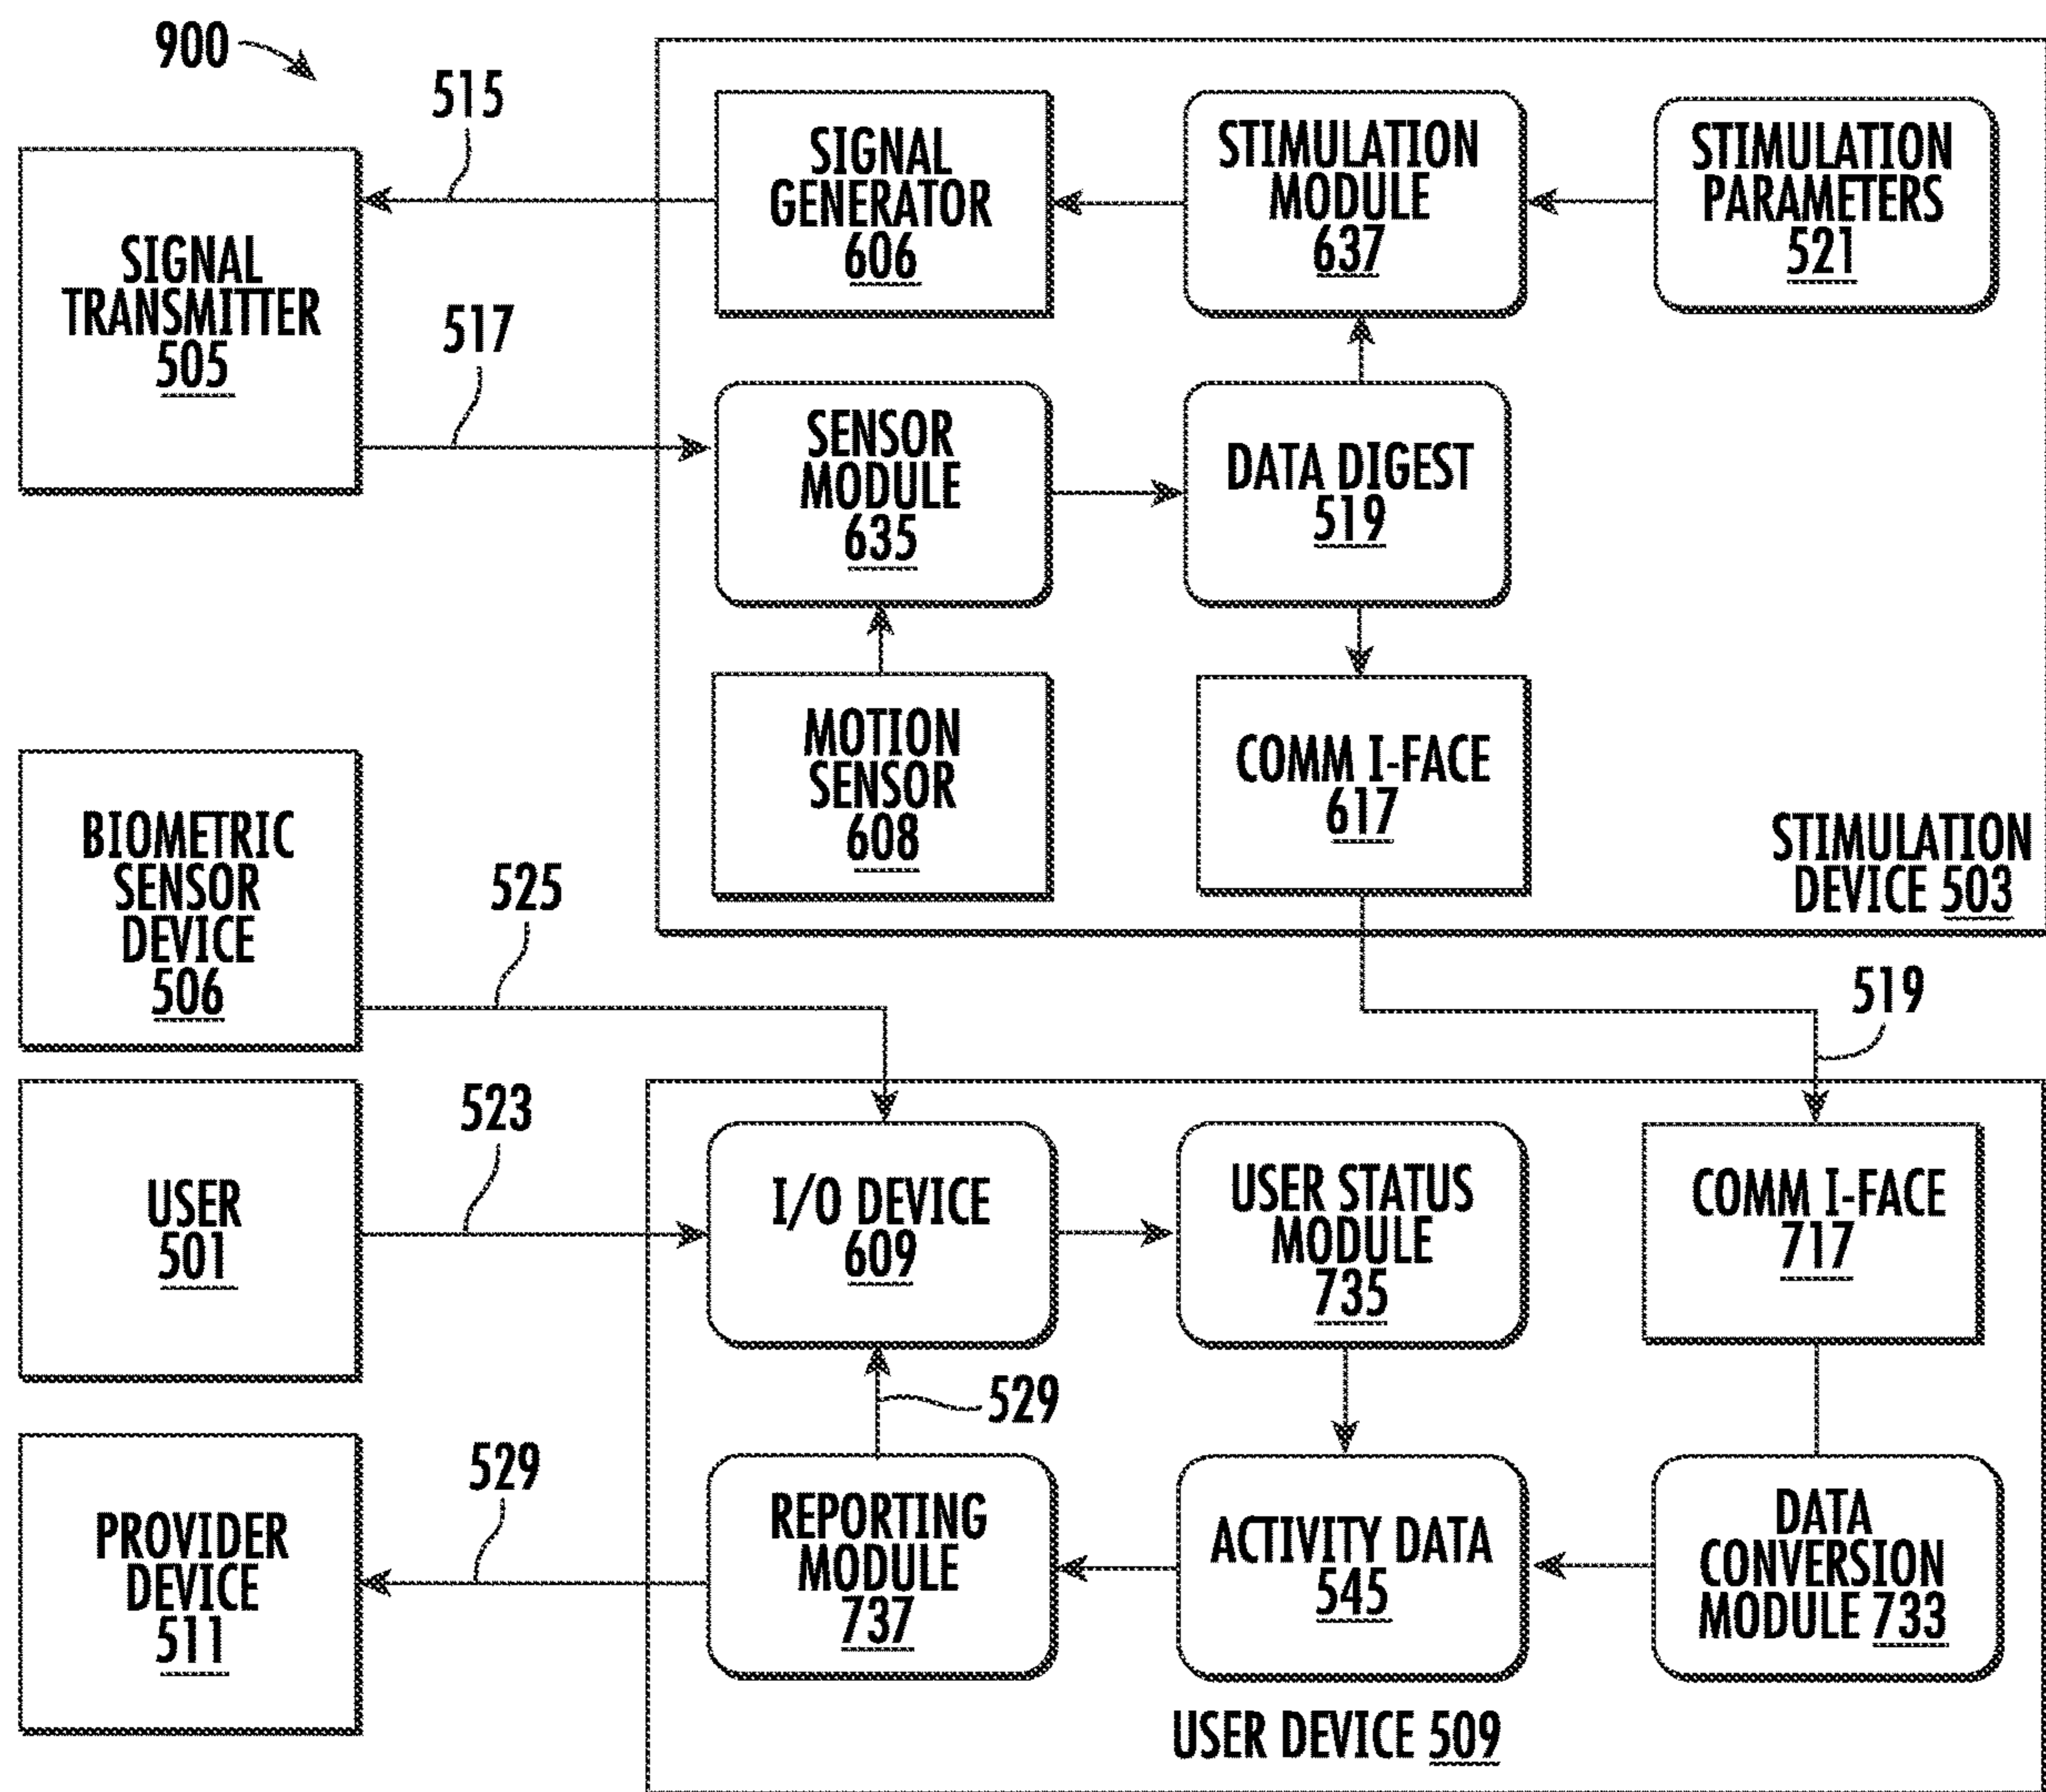 900
515
SIGNAL
TRANSMITTER
505
517
SIGNAL
GENERATOR
606
STIMULATION
MODULE
637
STIMULATION
PARAMETERS
521
SENSOR
MODULE
635
DATA DIGEST
519
MOTION
SENSOR
608
COMM I-FACE
617
STIMULATION
DEVICE 503
BIOMETRIC
SENSOR
DEVICE
506
525
519
USER
501
523
I/O DEVICE
609
USER STATUS
MODULE
735
COMM I-FACE
717
529
PROVIDER
DEVICE
511
529
REPORTING
MODULE
737
ACTIVITY DATA
545
DATA
CONVERSION
MODULE 733
USER DEVICE 509